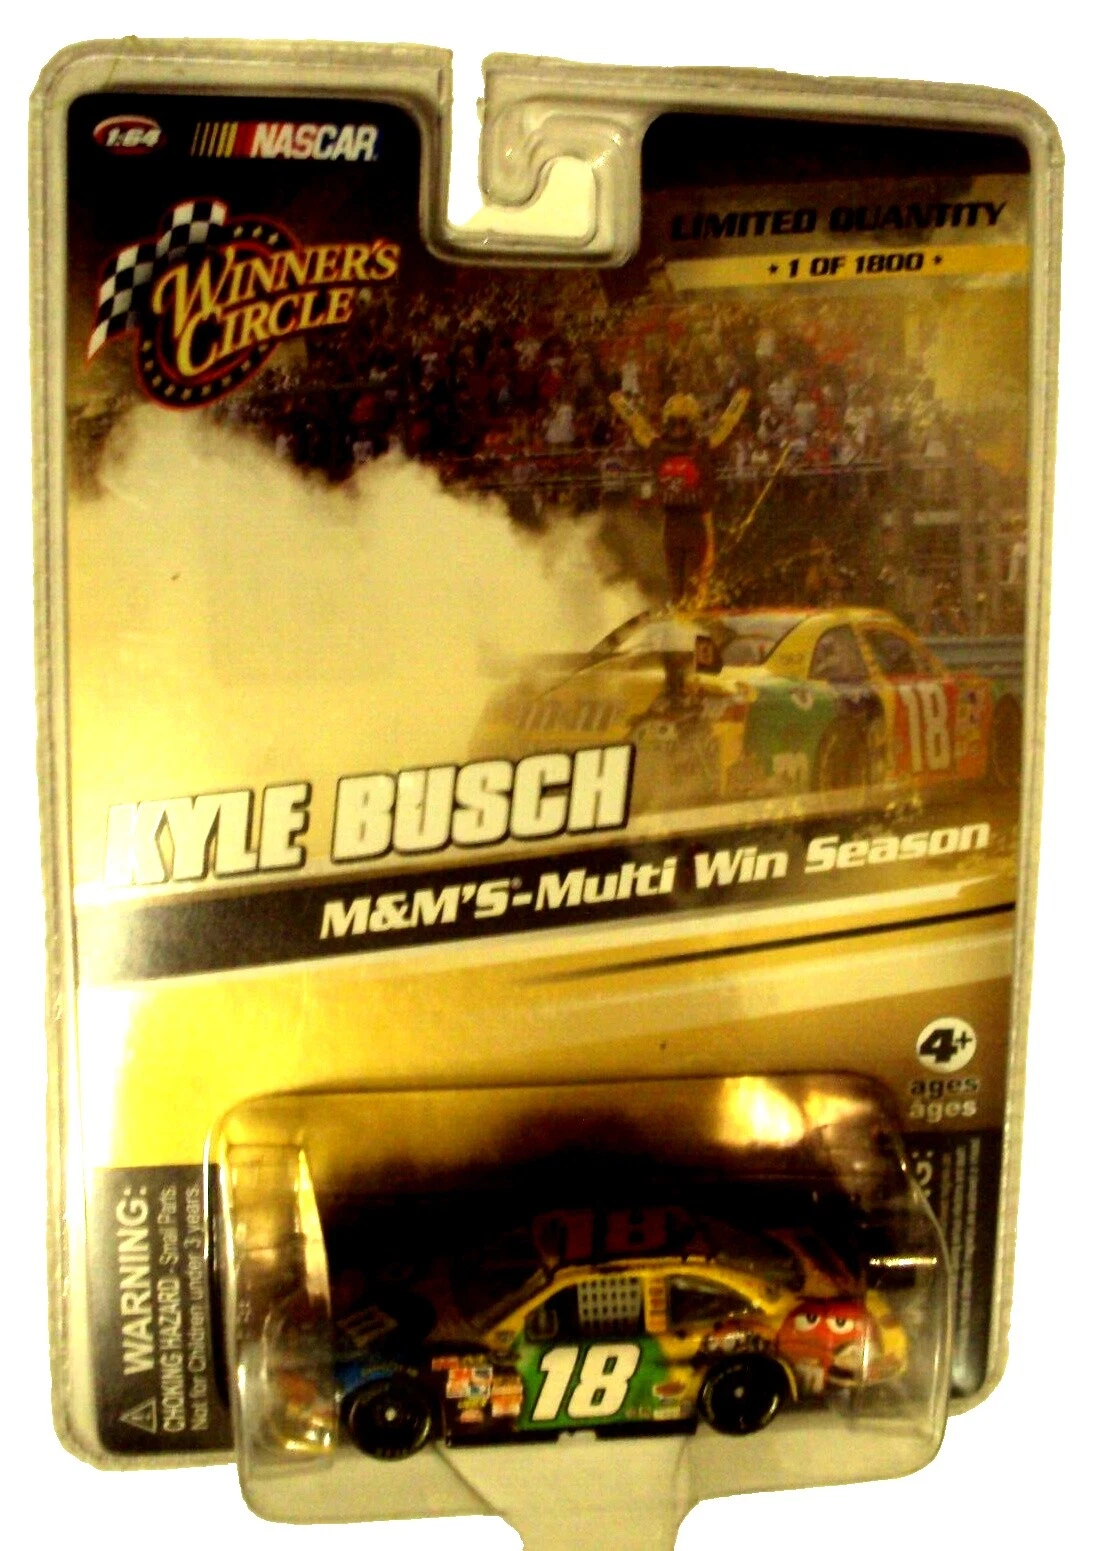 1:64
NASCAR
WINNER'S
CIRCLE
LIMITED QUANTITY
* 1 OF 1800 *
18
KYLE BUSCH
M&M'S-Multi Win Season
4+
ages
âges
WARNING:
CHOKING HAZARD - Small Parts
Not for Children under 3 years.
18